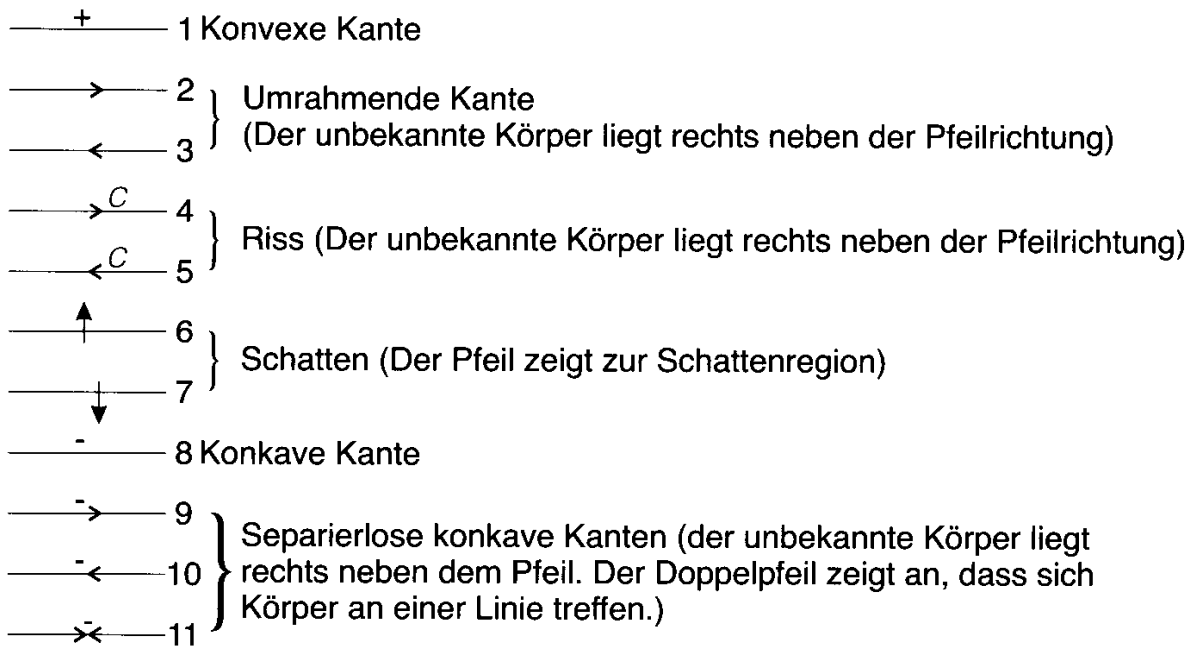 + 1 Konvexe Kante
2 Umrahmende Kante
3 (Der unbekannte Körper liegt rechts neben der Pfeilrichtung)
C 4
Riss (Der unbekannte Körper liegt rechts neben der Pfeilrichtung)
C 5
6
Schatten (Der Pfeil zeigt zur Schattenregion)
7
- 8 Konkave Kante
- 9
Separierlose konkave Kanten (der unbekannte Körper liegt
- 10 rechts neben dem Pfeil. Der Doppelpfeil zeigt an, dass sich
Körper an einer Linie treffen.)
- 11